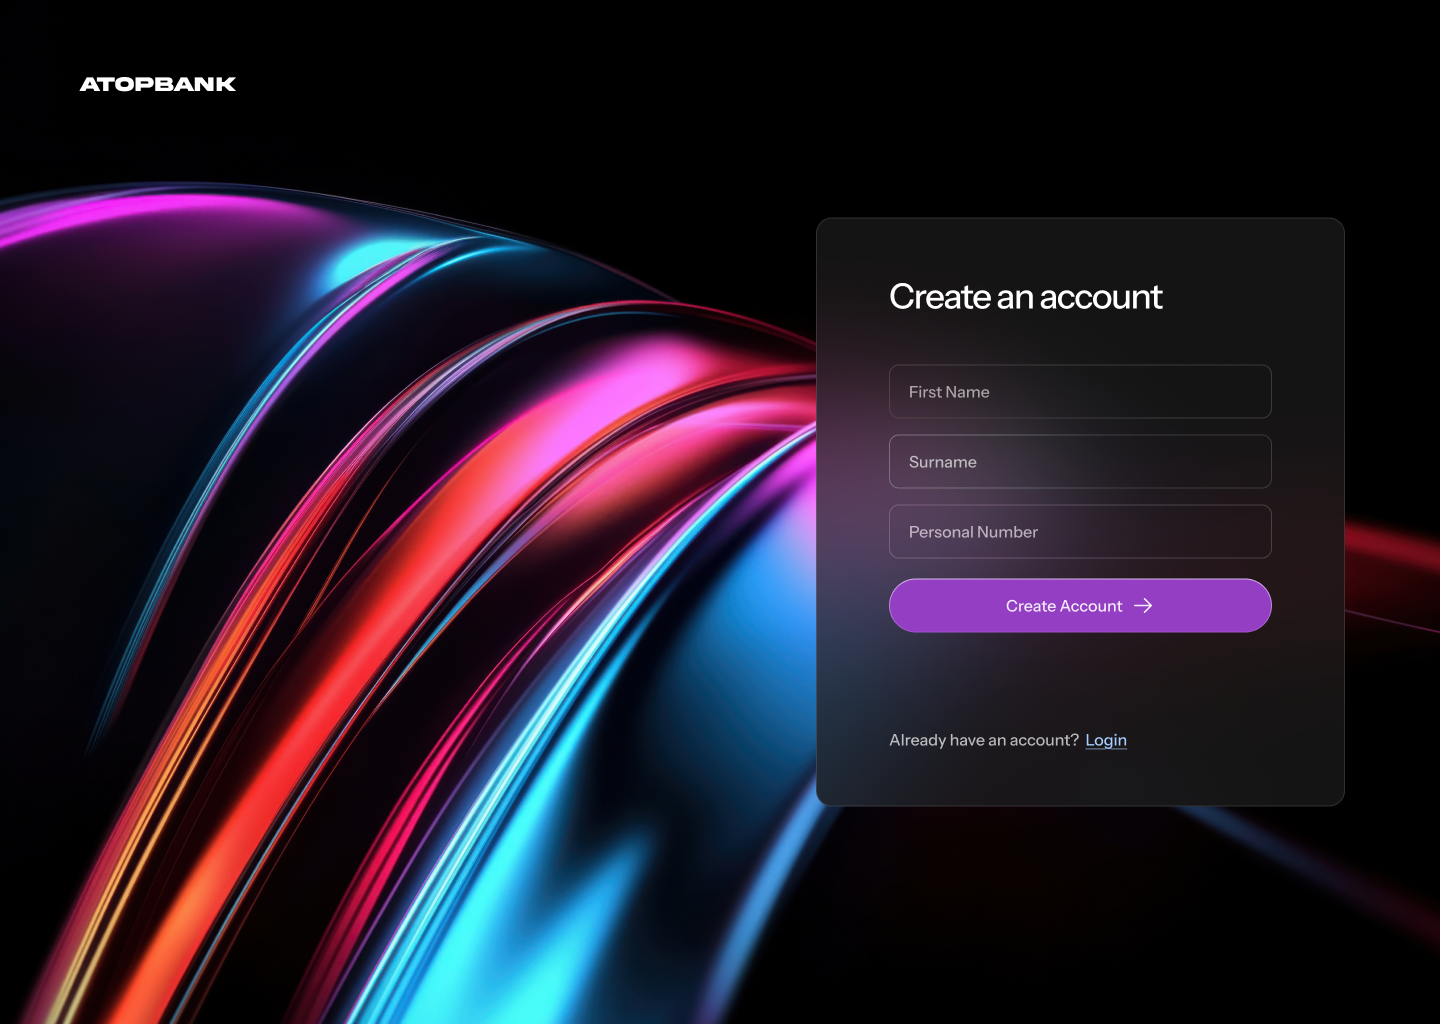 ATOPBANK
Create an account
First Name
Surname
Personal Number
Create Account
Already have an account? Login